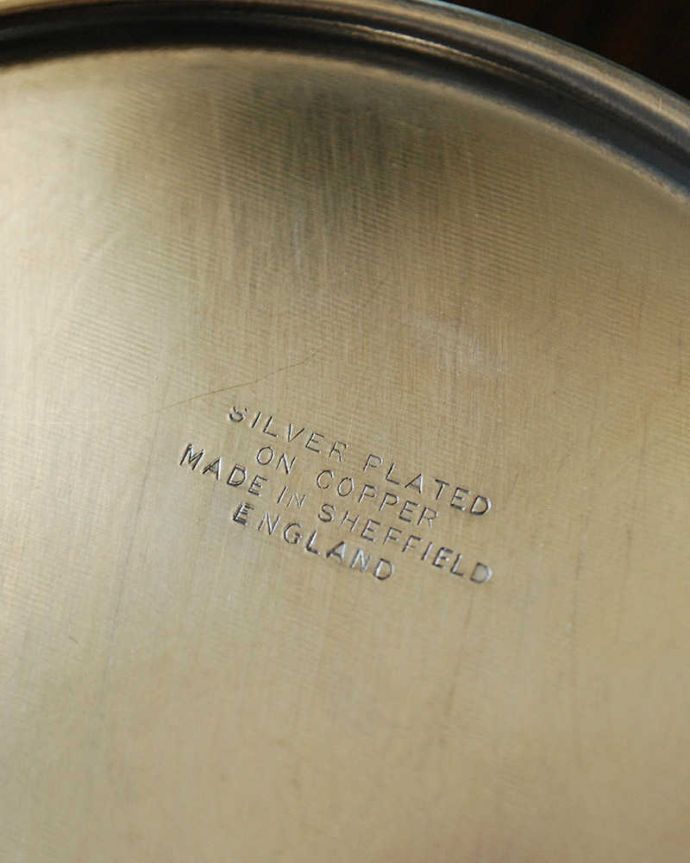 SILVER PLATED
ON COPPER
MADE IN SHEFFIELD
ENGLAND